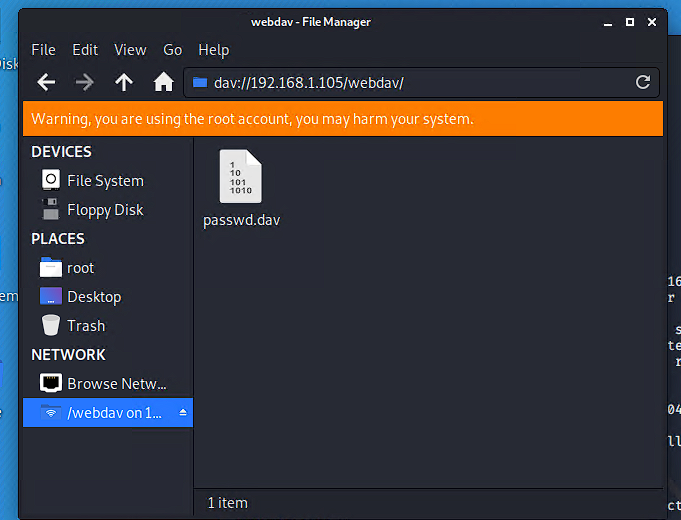 webdav - File Manager
File Edit View Go Help
dav://192.168.1.105/webdav/
Warning, you are using the root account, you may harm your system.
DEVICES
File System
Floppy Disk
PLACES
root
Desktop
Trash
NETWORK
Browse Netw...
/webdav on 1...
1
10
101
1010
passwd.dav
1 item